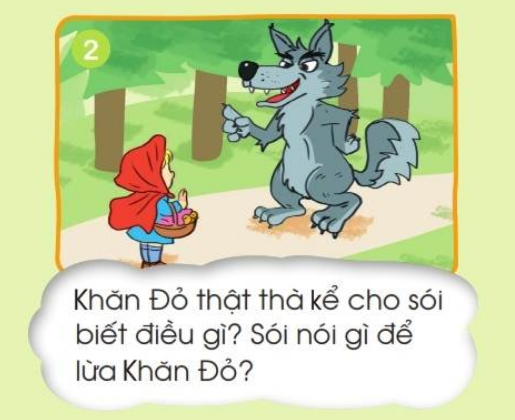 2
Khăn Đỏ thật thà kể cho sói
biết điều gì? Sói nói gì để
lừa Khăn Đỏ?